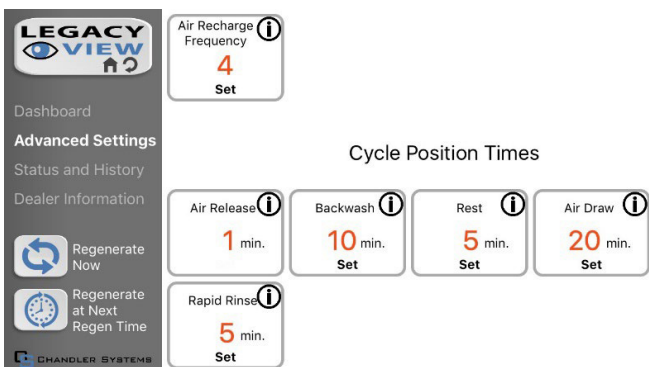 LEGACY
VIEW
Dashboard
Advanced Settings
Status and History
Dealer Information
Regenerate
Now
Regenerate
at Next
Regen Time
CS CHANDLER SYSTEMS
Air Recharge
Frequency
i
4
Set
Cycle Position Times
Air Release i
1 min.
Backwash i
10 min.
Set
Rest i
5 min.
Set
Air Draw i
20 min.
Set
Rapid Rinse i
5 min.
Set